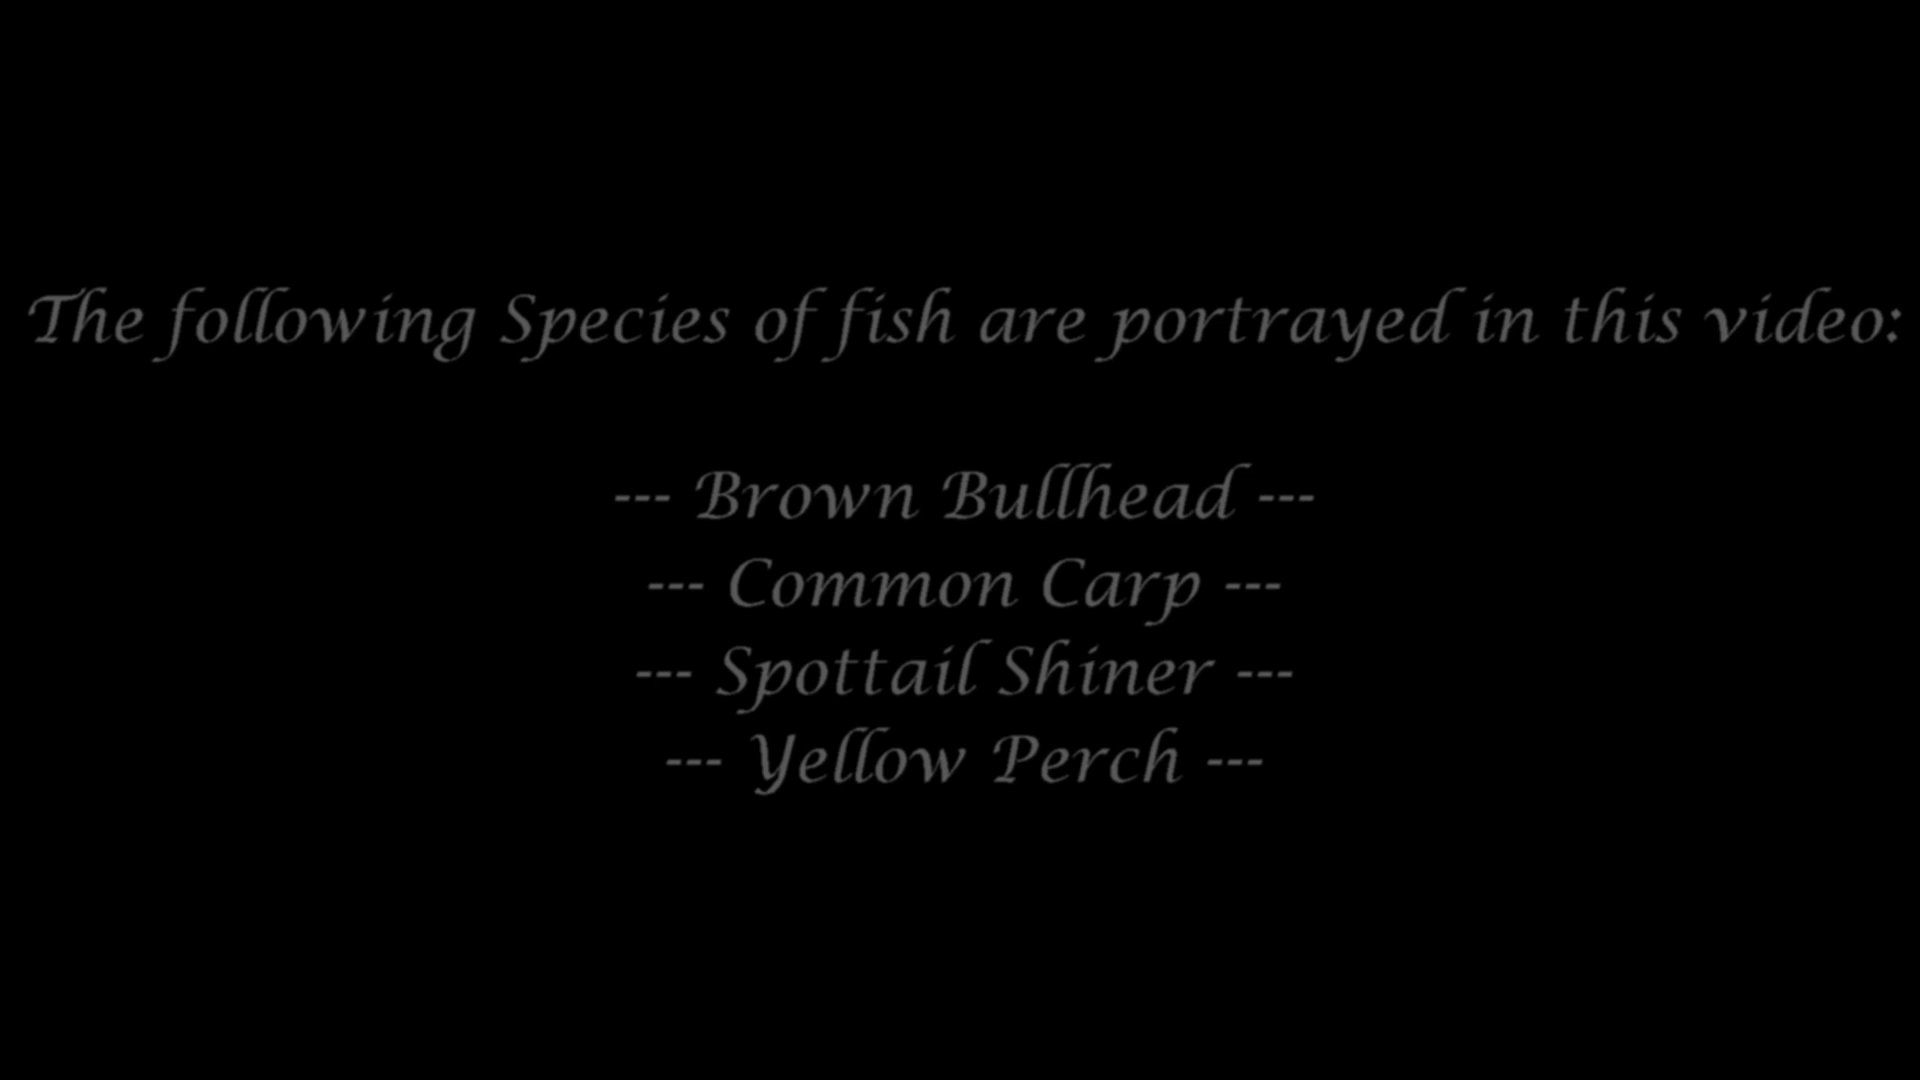 The following Species of fish are portrayed in this video:
--- Brown Bullhead ---
--- Common Carp ---
--- Spottail Shiner ---
--- Yellow Perch ---